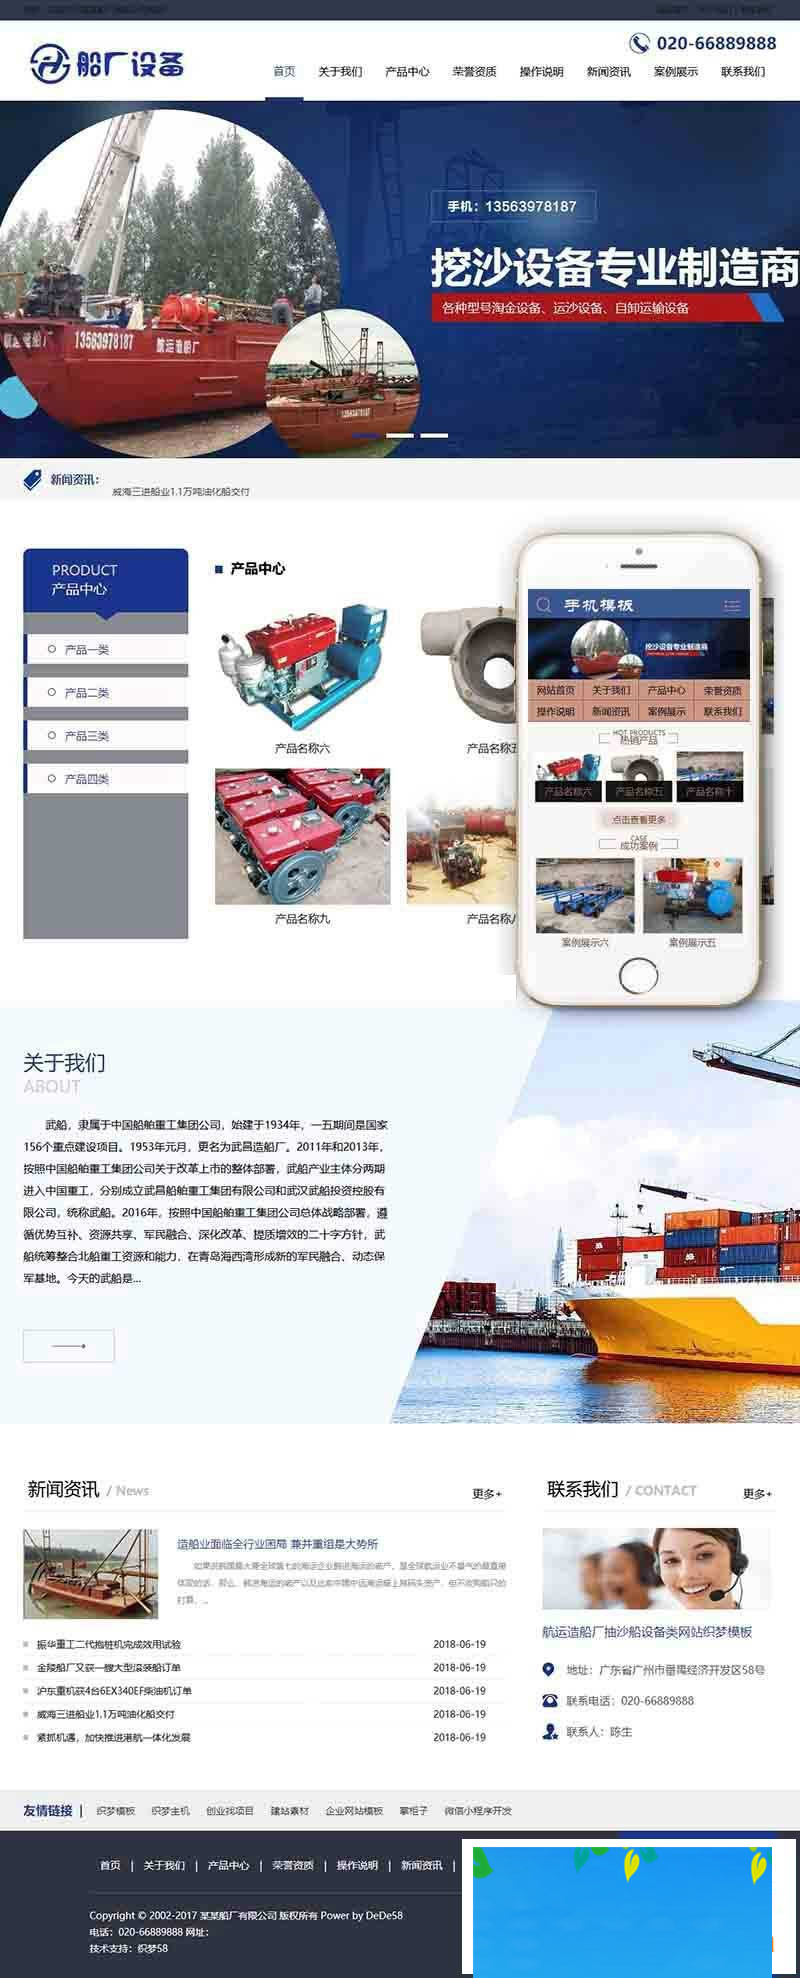 船厂设备
020-66889888
首页 关于我们 产品中心 荣誉资质 操作说明 新闻资讯 案例展示 联系我们
手机：13563978187
挖沙设备专业制造商
各种型号淘金设备、运沙设备、自卸运输设备
13563978187 航运造船厂
13563978187
新闻资讯：
威海三进船业1.1万吨油化船交付
PRODUCT
产品中心
产品一类
产品二类
产品三类
产品四类
产品中心
产品名称六
产品名称五
产品名称九
产品名称八
手机模板
挖沙设备专业制造商
网站首页 关于我们 产品中心 荣誉资质
操作说明 新闻资讯 案例展示 联系我们
HOT PRODUCTS
热销产品
产品名称六 产品名称五 产品名称十
点击查看更多
CASE
成功案例
案例展示六 案例展示五
关于我们
ABOUT
武船，隶属于中国船舶重工集团公司，始建于1934年，一五期间是国家
156个重点建设项目。1953年元月，更名为武昌造船厂。2011年和2013年，
按照中国船舶重工集团公司关于改革上市的整体部署，武船产业主体分两期
进入中国重工，分别成立武昌船舶重工集团有限公司和武汉武船投资控股有
限公司，统称武船。2016年，按照中国船舶重工集团公司总体战略部署，遵
循优势互补、资源共享、军民融合、深化改革、提质增效的二十字方针，武
船统筹整合北船重工资源和能力，在青岛海西湾形成新的军民融合、动态保
军基地。今天的武船是...
新闻资讯 / News
更多+
造船业面临全行业困局 兼并重组是大势所
振华重工二代抱桩机完成效用试验 2018-06-19
金陵船厂又获一艘大型滚装船订单 2018-06-19
沪东重机获4台6EX340EF柴油机订单 2018-06-19
威海三进船业1.1万吨油化船交付 2018-06-19
紧抓机遇，加快推进港航一体化发展 2018-06-19
联系我们 / CONTACT
更多+
航运造船厂抽沙船设备类网站织梦模板
地址：广东省广州市番禺经济开发区58号
联系电话：020-66889888
联系人：陈生
友情链接 | 织梦模板 织梦主机 创业找项目 建站素材 企业网站模板 掌柜子 微信小程序开发
首页 | 关于我们 | 产品中心 | 荣誉资质 | 操作说明 | 新闻资讯 |
Copyright © 2002-2017 某某船厂有限公司 版权所有 Power by DeDe58
电话：020-66889888 网址：
技术支持：织梦58